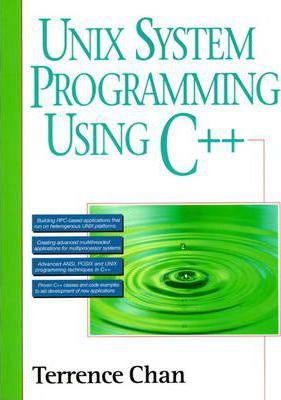 UNIX SYSTEM
PROGRAMMING
USING C++
Building RPC-based applications that
run on heterogenous UNIX platforms
Creating advanced multithreaded
applications for multiprocessor systems
Advanced ANSI, POSIX and UNIX
programming techniques in C++
Proven C++ classes and code examples
to aid development of new applications
Terrence Chan